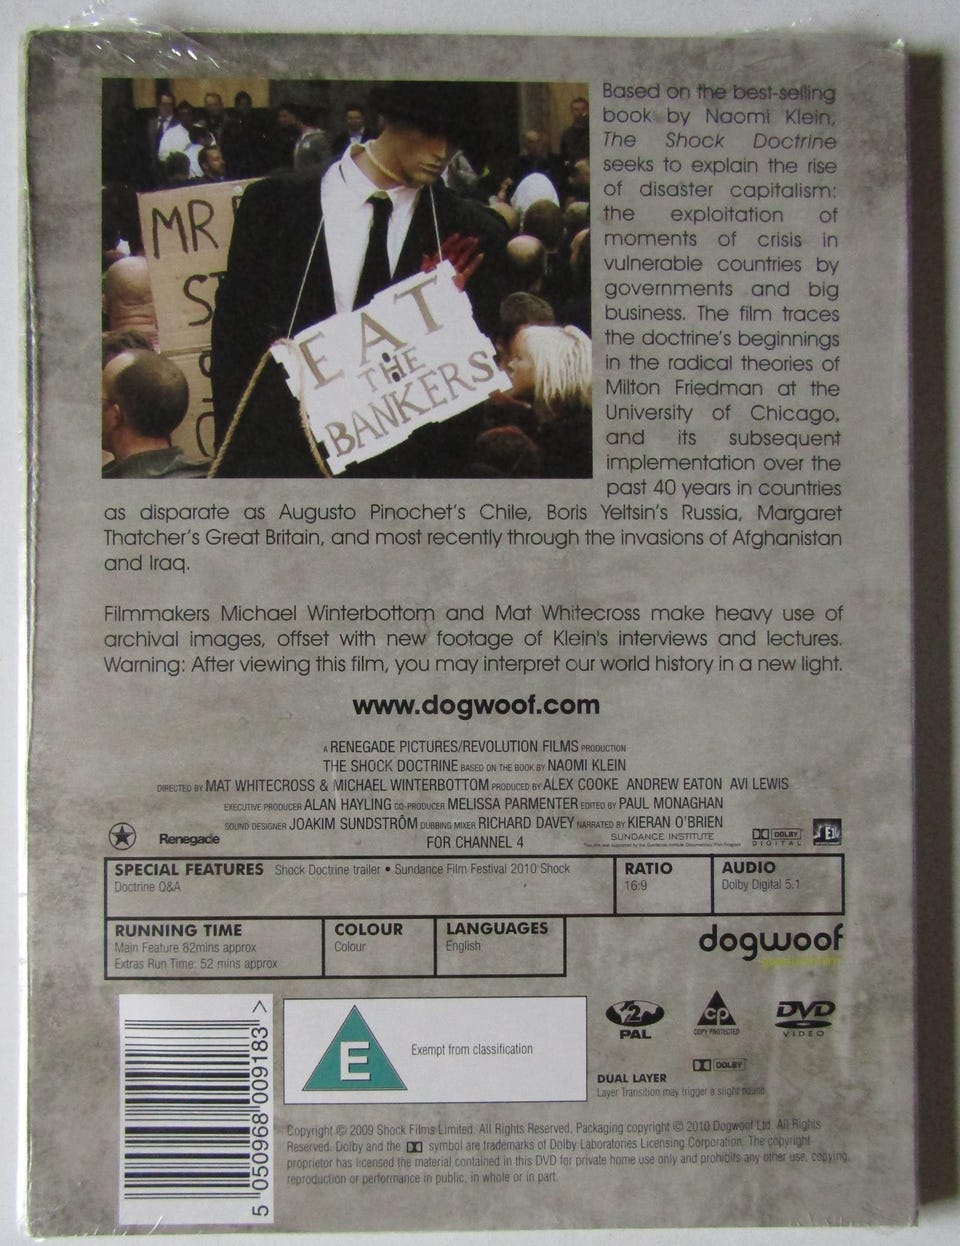 MR
ST
EAT
THE
BANKERS
Based on the best-selling
book by Naomi Klein,
The Shock Doctrine
seeks to explain the rise
of disaster capitalism:
the exploitation of
moments of crisis in
vulnerable countries by
governments and big
business. The film traces
the doctrine's beginnings
in the radical theories of
Milton Friedman at the
University of Chicago,
and its subsequent
implementation over the
past 40 years in countries
as disparate as Augusto Pinochet's Chile, Boris Yeltsin's Russia, Margaret
Thatcher's Great Britain, and most recently through the invasions of Afghanistan
and Iraq.
Filmmakers Michael Winterbottom and Mat Whitecross make heavy use of
archival images, offset with new footage of Klein's interviews and lectures.
Warning: After viewing this film, you may interpret our world history in a new light.
www.dogwoof.com
A RENEGADE PICTURES/REVOLUTION FILMS PRODUCTION
THE SHOCK DOCTRINE BASED ON THE BOOK BY NAOMI KLEIN
DIRECTED BY MAT WHITECROSS & MICHAEL WINTERBOTTOM PRODUCED BY ALEX COOKE ANDREW EATON AVI LEWIS
EXECUTIVE PRODUCER ALAN HAYLING CO-PRODUCER MELISSA PARMENTER EDITED BY PAUL MONAGHAN
SOUND DESIGNER JOAKIM SUNDSTRÔM DUBBING MIXER RICHARD DAVEY NARRATED BY KIERAN O'BRIEN
Renegade
FOR CHANNEL 4
SUNDANCE INSTITUTE
DOLBY
DIGITAL
SPECIAL FEATURES Shock Doctrine trailer • Sundance Film Festival 2010 Shock
Doctrine Q&A
RATIO
16:9
AUDIO
Dolby Digital 5.1
RUNNING TIME
Main Feature 82mins approx
Extras Run Time: 52 mins approx
COLOUR
Colour
LANGUAGES
English
dogwoof
5 050968 009183 >
E
Exempt from classification
2
PAL
CP
COPY PROTECTED
DVD
VIDEO
DOLBY
DUAL LAYER
Layer Transition may trigger a slight pause
Copyright © 2009 Shock Films Limited. All Rights Reserved. Packaging copyright © 2010 Dogwoof Ltd. All Rights
Reserved. Dolby and the symbol are trademarks of Dolby Laboratories Licensing Corporation. The copyright
proprietor has licensed the material contained in this DVD for private home use only and prohibits any other use, copying,
reproduction or performance in public, in whole or in part.